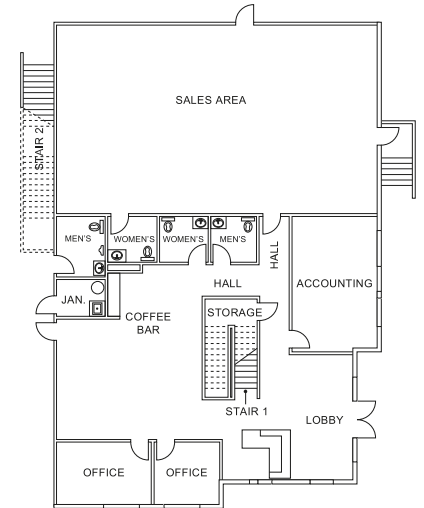 SALES AREA
STAIR 2
MEN'S
WOMEN'S
WOMEN'S
MEN'S
HALL
HALL
ACCOUNTING
JAN.
STORAGE
COFFEE
BAR
STAIR 1
LOBBY
OFFICE
OFFICE